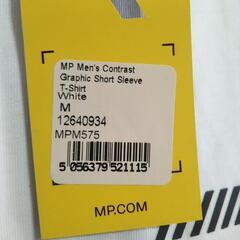 MP Men's Contrast
Graphic Short Sleeve
T-Shirt
White
M
12640934
MPM575
5 056379 521115
MP.COM